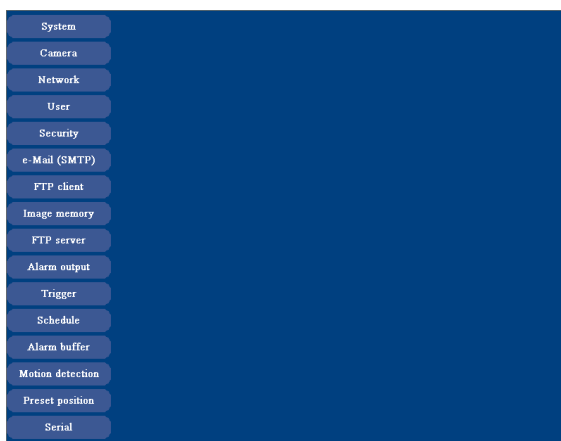 System
Camera
Network
User
Security
e-Mail (SMTP)
FTP client
Image memory
FTP server
Alarm output
Trigger
Schedule
Alarm buffer
Motion detection
Preset position
Serial